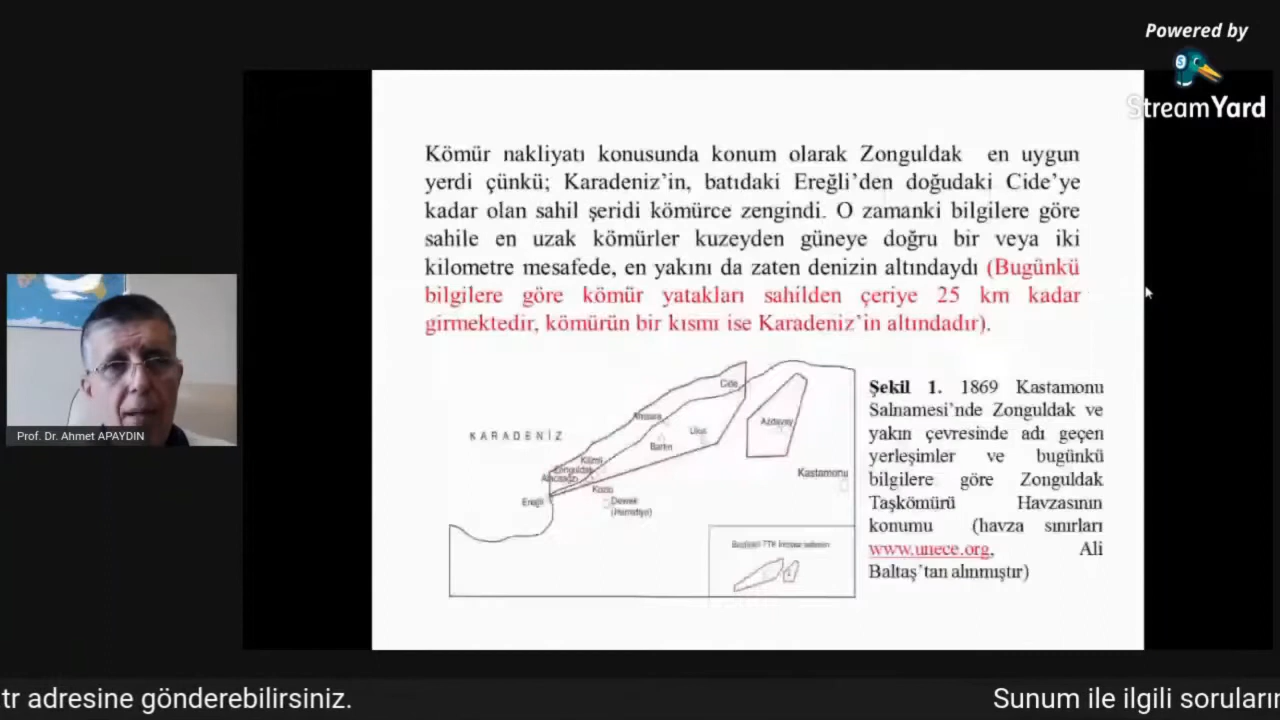 Powered by
StreamYard
Kömür nakliyatı konusunda konum olarak Zonguldak en uygun
yerdi çünkü; Karadeniz’in, batıdaki Ereğli’den doğudaki Cide’ye
kadar olan sahil şeridi kömürce zengindi. O zamanki bilgilere göre
sahile en uzak kömürler kuzeyden güneye doğru bir veya iki
kilometre mesafede, en yakını da zaten denizin altındaydı (Bugünkü
bilgilere göre kömür yatakları sahilden çeriye 25 km kadar
girmektedir, kömürün bir kısmı ise Karadeniz’in altındadır).
Cide
Amasra
Azdavay
KARADENİZ
Ulus
Bartın
Kilimli
Zonguldak
Kastamonu
Kozlu
Ereğli
Devrek
(Hamidiye)
Şekil 1. 1869 Kastamonu
Salnamesi’nde Zonguldak ve
yakın çevresinde adı geçen
yerleşimler ve bugünkü
bilgilere göre Zonguldak
Taşkömürü Havzasının
konumu (havza sınırları
www.unece.org, Ali
Baltaş’tan alınmıştır)
Prof. Dr. Ahmet APAYDIN
tr adresine gönderebilirsiniz.
Sunum ile ilgili soruların